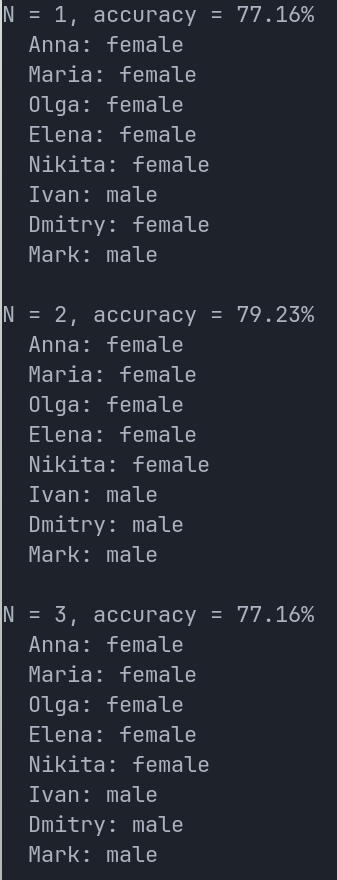 N = 1, accuracy = 77.16%
Anna: female
Maria: female
Olga: female
Elena: female
Nikita: female
Ivan: male
Dmitry: female
Mark: male
N = 2, accuracy = 79.23%
Anna: female
Maria: female
Olga: female
Elena: female
Nikita: female
Ivan: male
Dmitry: male
Mark: male
N = 3, accuracy = 77.16%
Anna: female
Maria: female
Olga: female
Elena: female
Nikita: female
Ivan: male
Dmitry: male
Mark: male